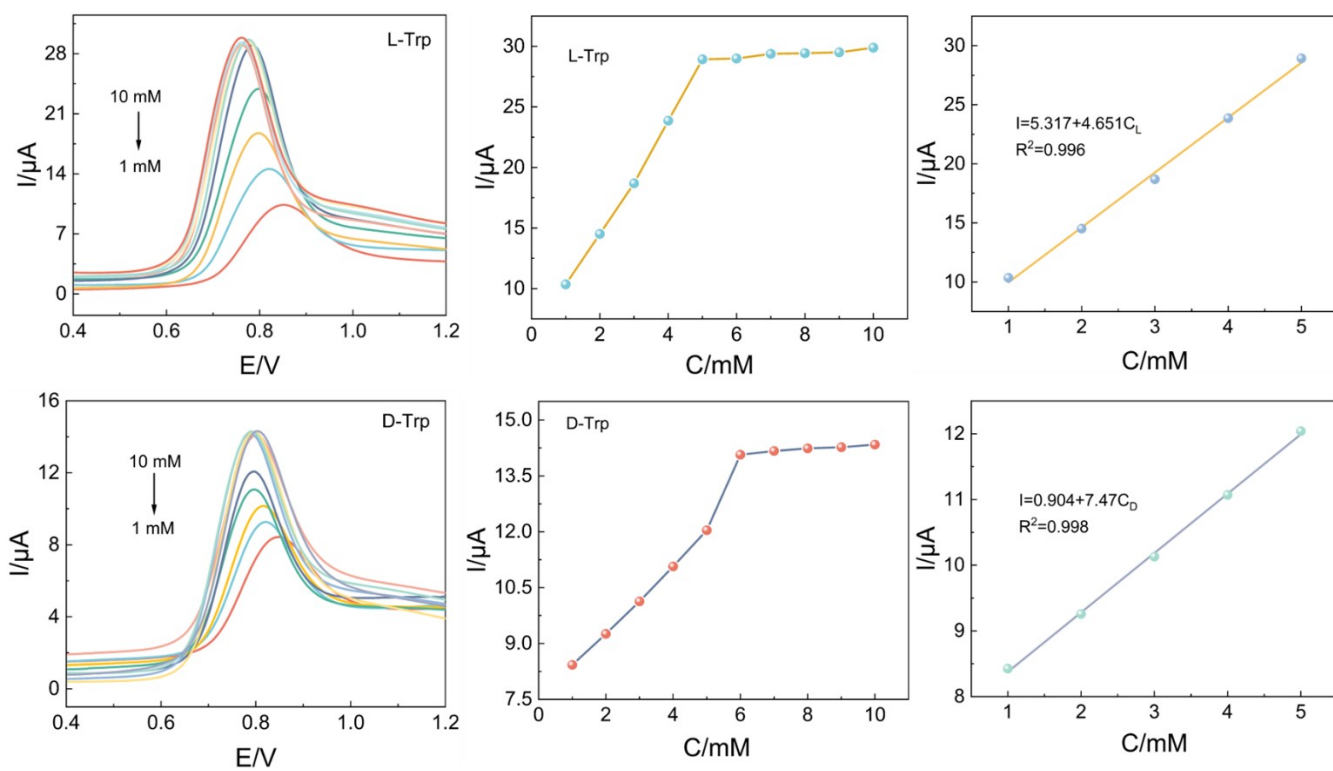 L-Trp
10 mM
1 mM
I/μA
28
21
14
7
0
0.4
0.6
0.8
1.0
1.2
E/V
L-Trp
I/μA
30
25
20
15
10
0
2
4
6
8
10
C/mM
I=5.317+4.651C_L
R²=0.996
I/μA
30
25
20
15
10
1
2
3
4
5
C/mM
D-Trp
10 mM
1 mM
I/μA
16
12
8
4
0
0.4
0.6
0.8
1.0
1.2
E/V
D-Trp
I/μA
15.0
13.5
12.0
10.5
9.0
7.5
0
2
4
6
8
10
C/mM
I=0.904+7.47C_D
R²=0.998
I/μA
12
11
10
9
8
1
2
3
4
5
C/mM